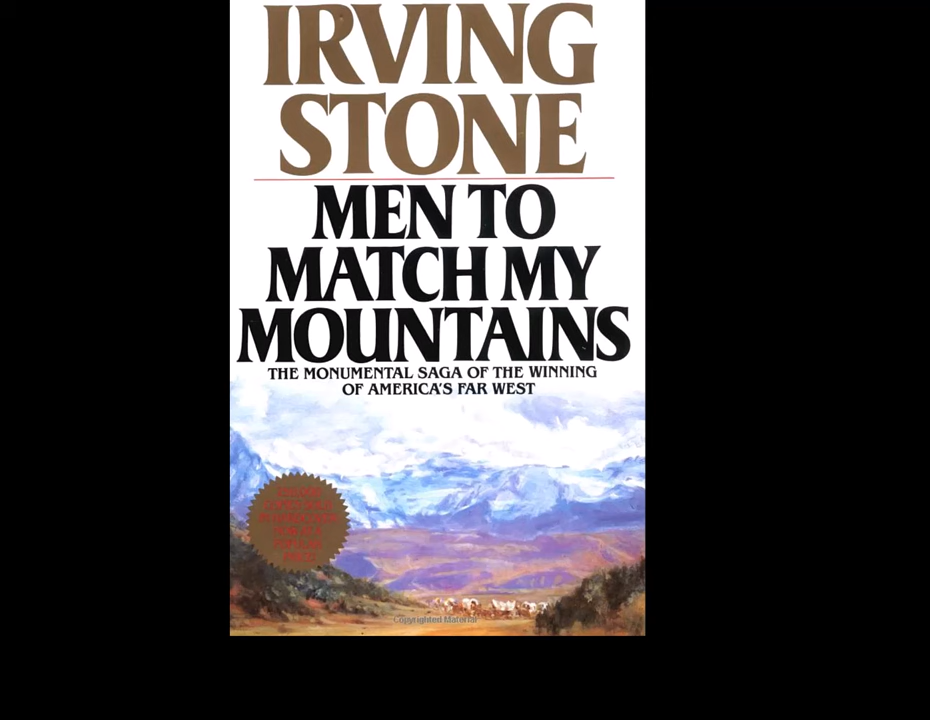 IRVING
STONE
MEN TO
MATCH MY
MOUNTAINS
THE MONUMENTAL SAGA OF THE WINNING
OF AMERICA'S FAR WEST
Copyrighted Material